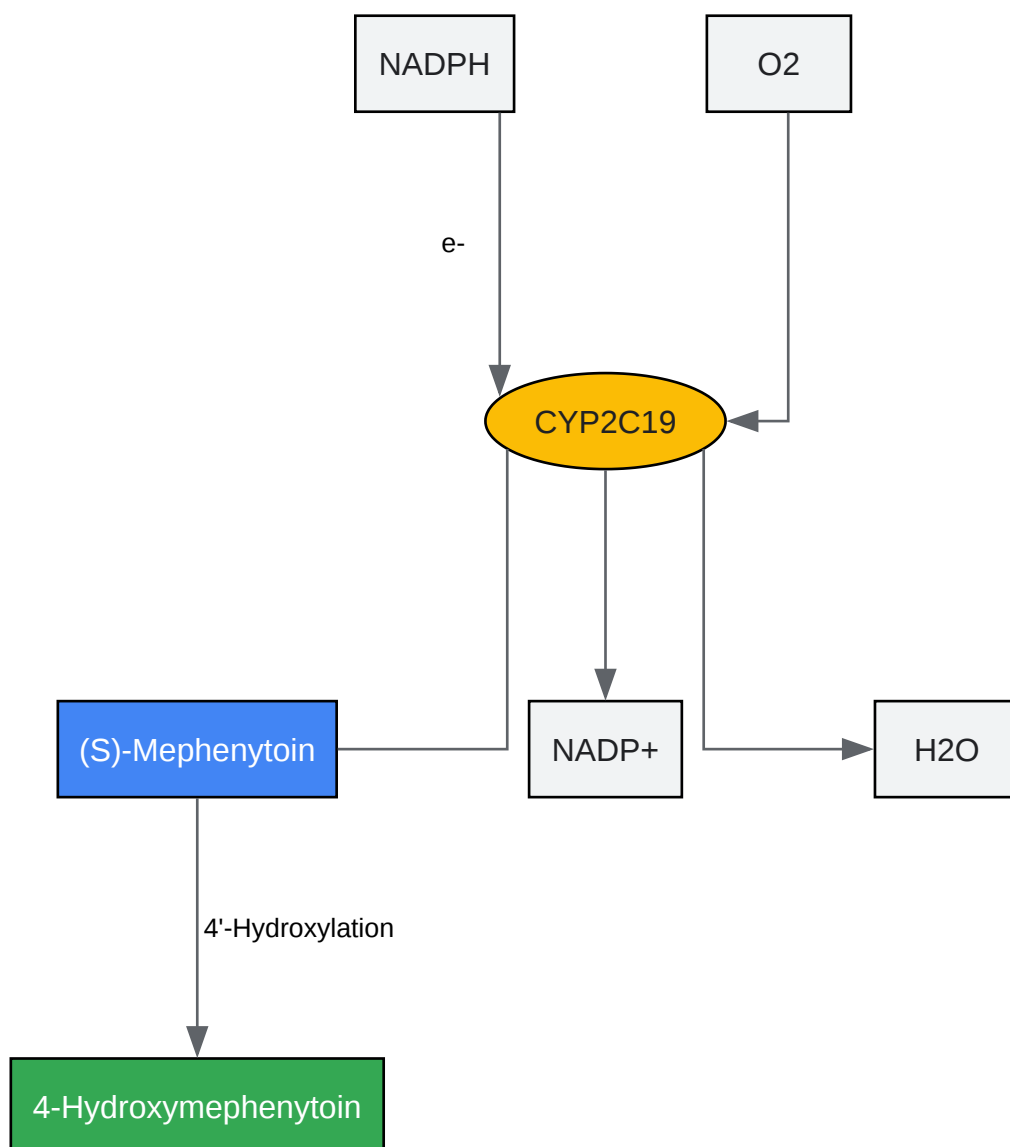 NADPH
O2
e-
CYP2C19
(S)-Mephenytoin
NADP+
H2O
4'-Hydroxylation
4-Hydroxymephenytoin